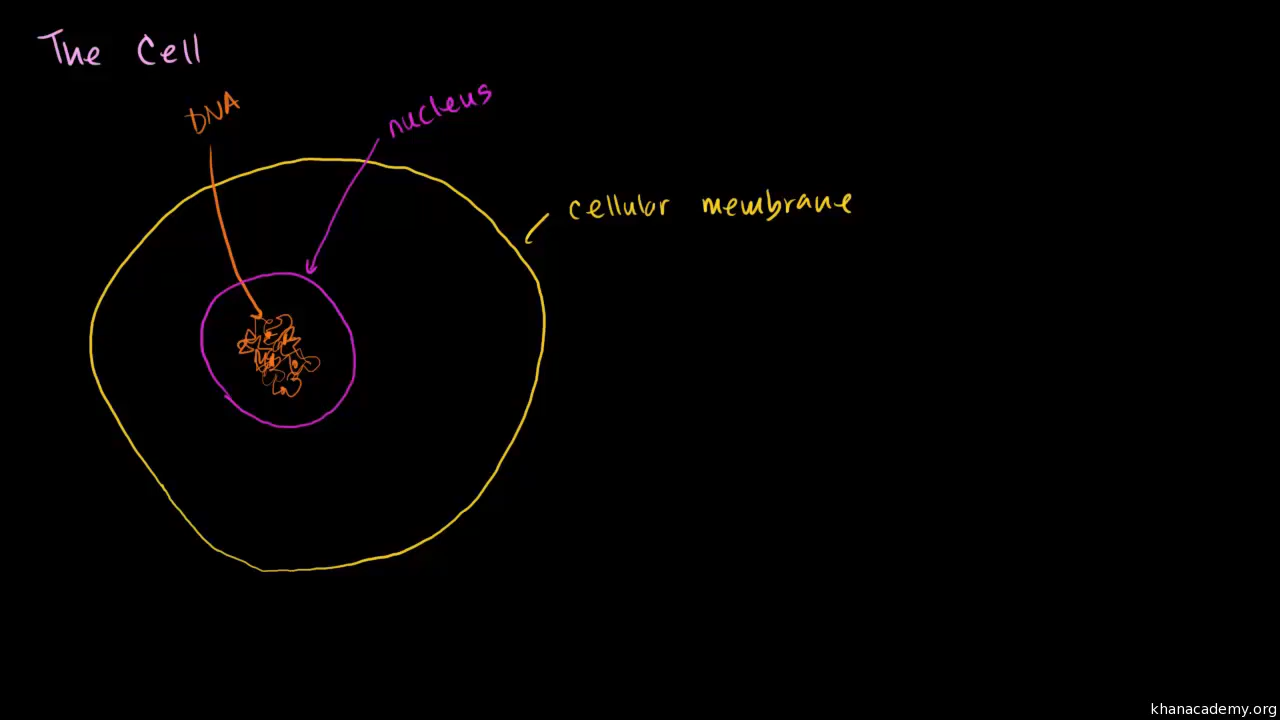 The Cell
DNA
nucleus
cellular membrane
khanacademy.org